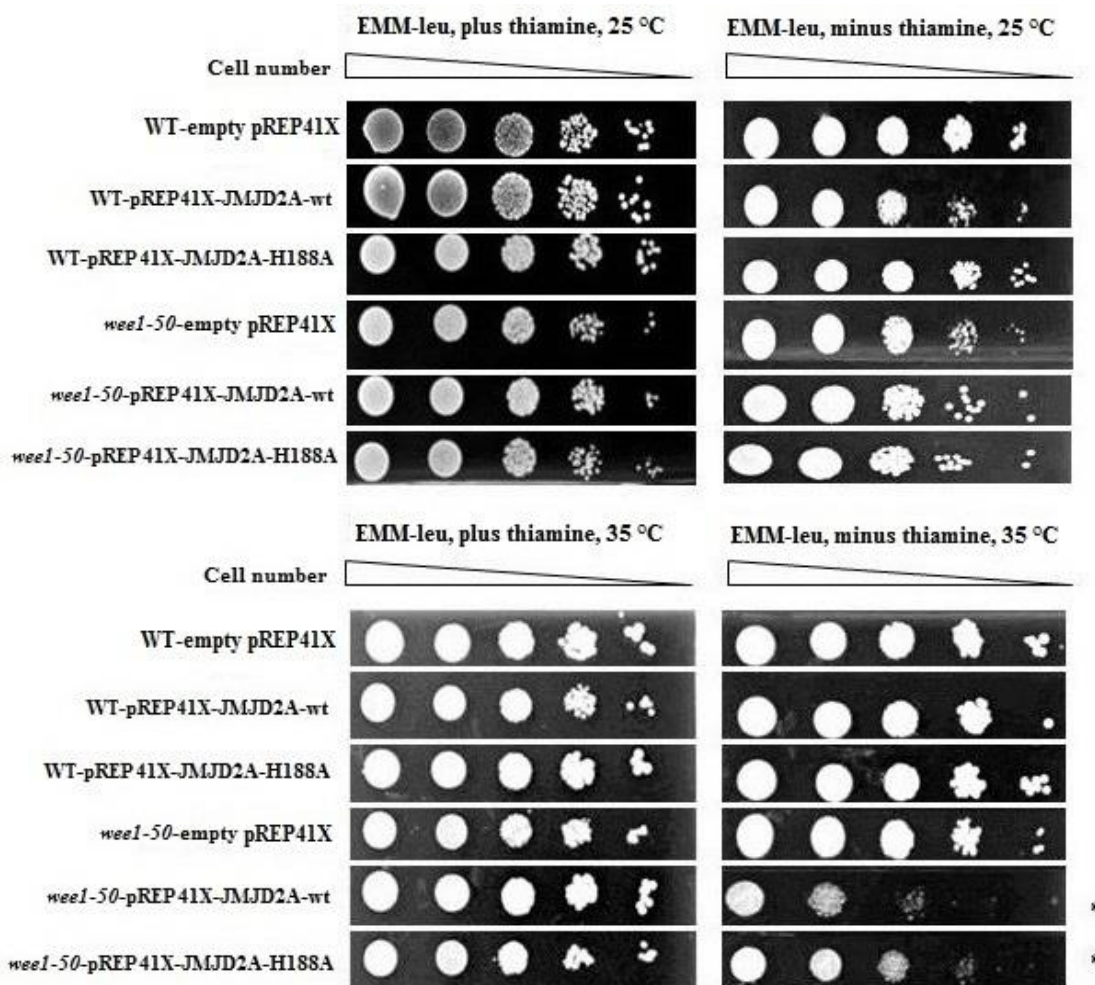 EMM-leu, plus thiamine, 25 °C
EMM-leu, minus thiamine, 25 °C
Cell number
WT-empty pREP41X
WT-pREP41X-JMJD2A-wt
WT-pREP41X-JMJD2A-H188A
wee1-50-empty pREP41X
wee1-50-pREP41X-JMJD2A-wt
wee1-50-pREP41X-JMJD2A-H188A
EMM-leu, plus thiamine, 35 °C
EMM-leu, minus thiamine, 35 °C
Cell number
WT-empty pREP41X
WT-pREP41X-JMJD2A-wt
WT-pREP41X-JMJD2A-H188A
wee1-50-empty pREP41X
wee1-50-pREP41X-JMJD2A-wt
*
wee1-50-pREP41X-JMJD2A-H188A
*